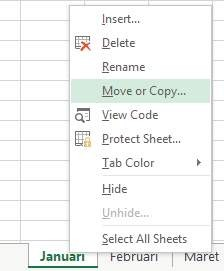 Insert...
Delete
Rename
Move or Copy...
View Code
Protect Sheet...
Tab Color
Hide
Unhide...
Select All Sheets
Januari Februari Maret